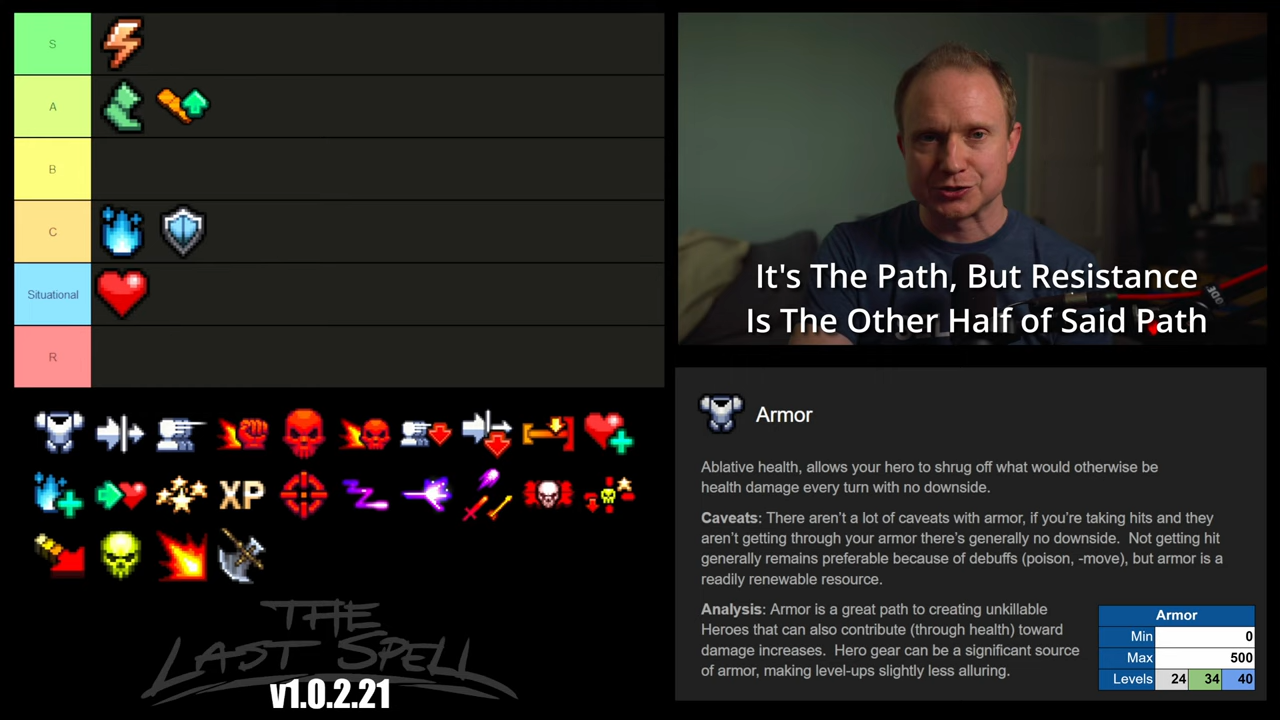 S
A
B
C
Situational
R
XP
THE
LAST SPELL
v1.0.2.21
300
It's The Path, But Resistance
Is The Other Half of Said Path
Armor
Ablative health, allows your hero to shrug off what would otherwise be
health damage every turn with no downside.
Caveats: There aren't a lot of caveats with armor, if you're taking hits and they
aren't getting through your armor there's generally no downside. Not getting hit
generally remains preferable because of debuffs (poison, -move), but armor is a
readily renewable resource.
Analysis: Armor is a great path to creating unkillable
Heroes that can also contribute (through health) toward
damage increases. Hero gear can be a significant source
of armor, making level-ups slightly less alluring.
Armor
Min 0
Max 500
Levels 24 34 40